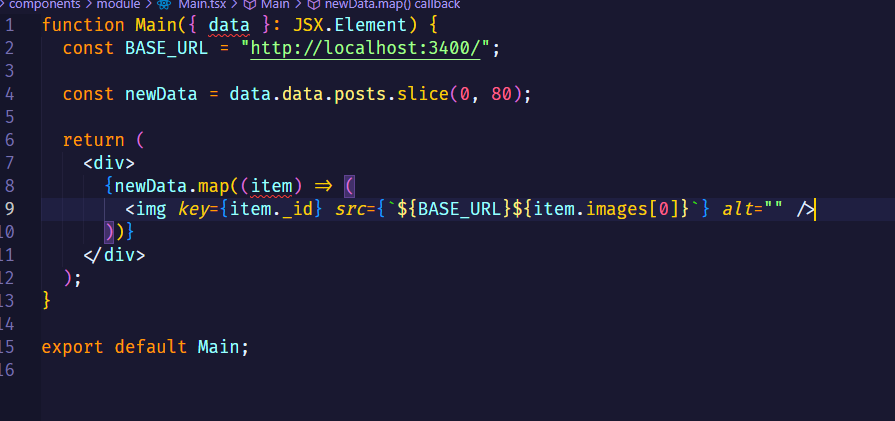 components > module > Main.tsx > Main > newData.map() callback
1 function Main({ data }: JSX.Element) {
2 const BASE_URL = "http://localhost:3400/";
3
4 const newData = data.data.posts.slice(0, 80);
5
6 return (
7 <div>
8 {newData.map((item) => (
9 <img key={item._id} src={`${BASE_URL}${item.images[0]}`} alt="" />
10 ))}
11 </div>
12 );
13 }
14
15 export default Main;
16